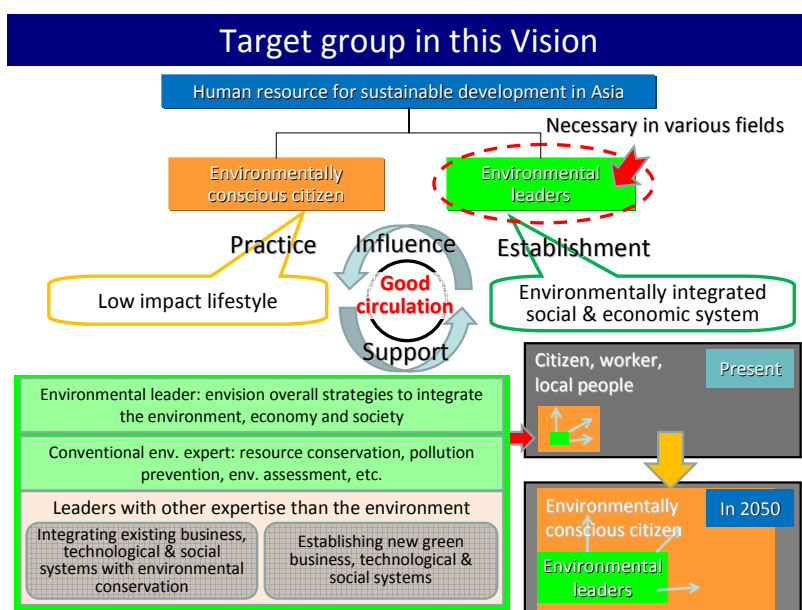 Target group in this Vision
Human resource for sustainable development in Asia
Necessary in various fields
Environmentally
conscious citizen
Environmental
leaders
Practice
Influence
Establishment
Low impact lifestyle
Good
circulation
Environmentally integrated
social & economic system
Support
Citizen, worker,
local people
Present
Environmental leader: envision overall strategies to integrate
the environment, economy and society
Conventional env. expert: resource conservation, pollution
prevention, env. assessment, etc.
Leaders with other expertise than the environment
Integrating existing business,
technological & social
systems with environmental
conservation
Establishing new green
business, technological &
social systems
Environmentally
conscious citizen
In 2050
Environmental
leaders